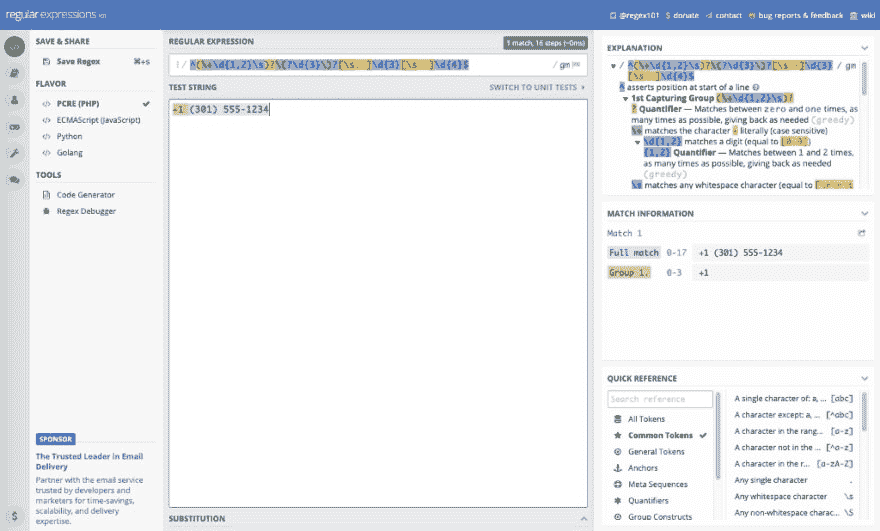 regular expressions 101
@regex101
$ donate
contact
bug reports & feedback
wiki
SAVE & SHARE
Save Regex ⌘+s
FLAVOR
</> PCRE (PHP)
</> ECMAScript (JavaScript)
</> Python
</> Golang
TOOLS
Code Generator
Regex Debugger
SPONSOR
The Trusted Leader in Email
Delivery
Partner with the email service
trusted by developers and
marketers for time-savings,
scalability, and delivery
expertise.
$
REGULAR EXPRESSION
1 match, 16 steps (~0ms)
/ gm
TEST STRING
SWITCH TO UNIT TESTS
+1 (301) 555-1234
SUBSTITUTION
EXPLANATION
/ gm
^ asserts position at start of a line
1st Capturing Group (\+\d{1,2}\s)?
? Quantifier — Matches between zero and one times, as
many times as possible, giving back as needed (greedy)
\+ matches the character + literally (case sensitive)
\d{1,2} matches a digit (equal to [0-9])
{1,2} Quantifier — Matches between 1 and 2 times,
as many times as possible, giving back as needed
(greedy)
\s matches any whitespace character (equal to
MATCH INFORMATION
Match 1
Full match 0-17 +1 (301) 555-1234
Group 1. 0-3 +1
QUICK REFERENCE
Search reference
All Tokens
Common Tokens
General Tokens
Anchors
Meta Sequences
Quantifiers
Group Constructs
A single character of: a, ... [abc]
A character except: a, ... [^abc]
A character in the rang... [a-z]
A character not in the ... [^a-z]
A character in the r... [a-zA-Z]
Any single character .
Any whitespace character \s
Any non-whitespace charac... \S